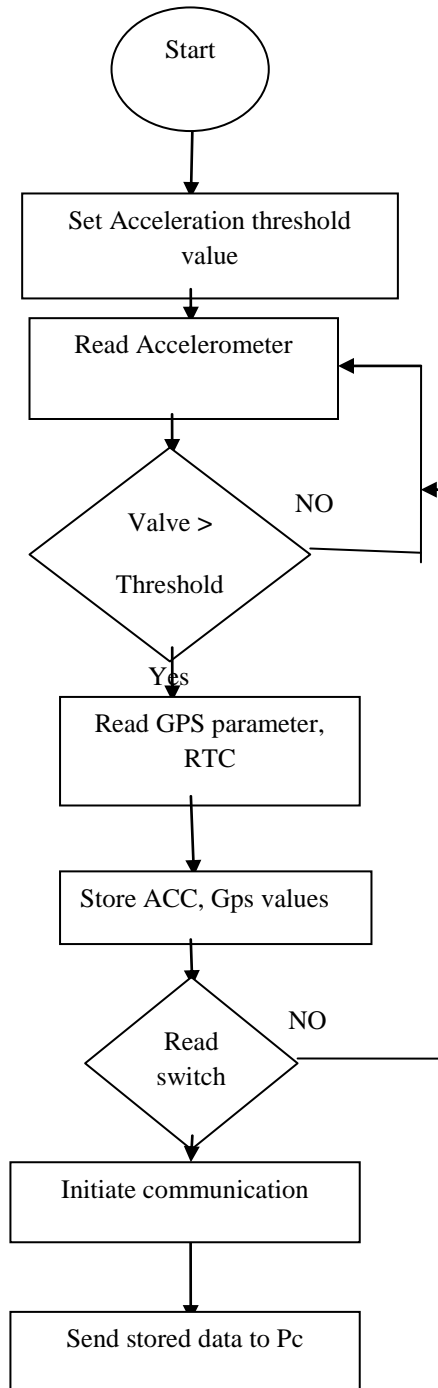 Start
Set Acceleration threshold
value
Read Accelerometer
NO
Valve >
Threshold
Yes
Read GPS parameter,
RTC
Store ACC, Gps values
NO
Read
switch
Initiate communication
Send stored data to Pc